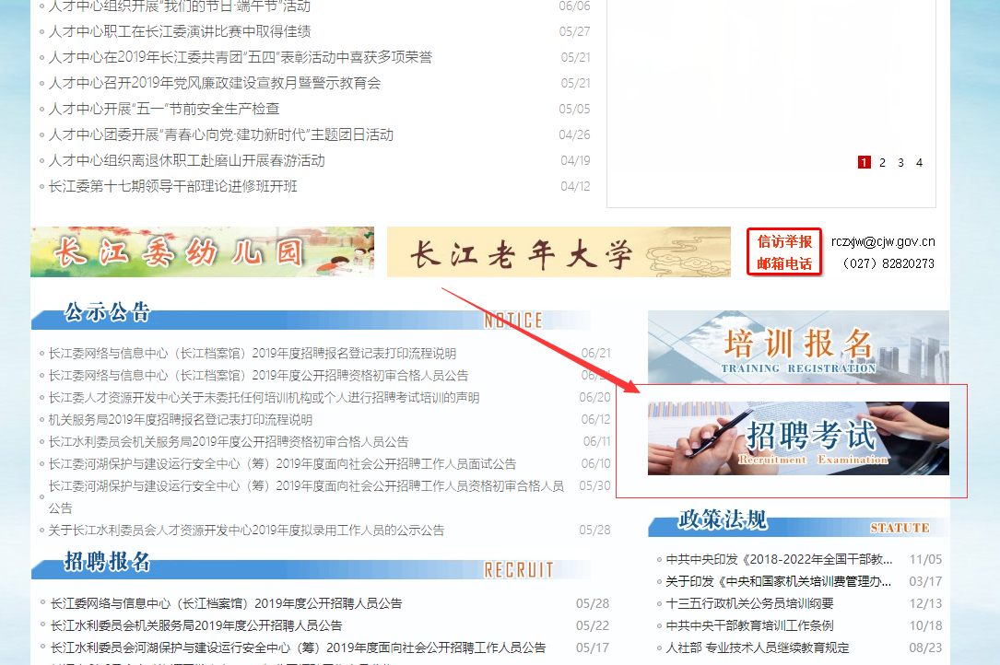 人才中心组织开展“我们的节日·端午节”活动 06/06
人才中心职工在长江委演讲比赛中取得佳绩 05/27
人才中心在2019年长江委共青团“五四”表彰活动中喜获多项荣誉 05/21
人才中心召开2019年党风廉政建设宣教月暨警示教育会 05/21
人才中心开展“五一”节前安全生产检查 05/05
人才中心团委开展“青春心向党·建功新时代”主题团日活动 04/26
人才中心组织离退休职工赴磨山开展春游活动 04/19
长江委第十七期领导干部理论进修班开班 04/12
1 2 3 4
长江委幼儿园
长江老年大学
信访举报 rczxjw@cjw.gov.cn
邮箱电话 （027）82820273
公示公告 NOTICE
长江委网络与信息中心（长江档案馆）2019年度招聘报名登记表打印流程说明 06/21
长江委网络与信息中心（长江档案馆）2019年度公开招聘资格初审合格人员公告 06/21
长江委人才资源开发中心关于未委托任何培训机构或个人进行招聘考试培训的声明 06/20
机关服务局2019年度招聘报名登记表打印流程说明 06/12
长江水利委员会机关服务局2019年度公开招聘资格初审合格人员公告 06/11
长江委河湖保护与建设运行安全中心（筹）2019年度面向社会公开招聘工作人员面试公告 06/10
长江委河湖保护与建设运行安全中心（筹）2019年度面向社会公开招聘工作人员资格初审合格人员 05/30
公告
关于长江水利委员会人才资源开发中心2019年度拟录用工作人员的公示公告 05/28
招聘报名 RECRUIT
长江委网络与信息中心（长江档案馆）2019年度公开招聘人员公告 05/28
长江水利委员会机关服务局2019年度公开招聘人员公告 05/22
长江水利委员会河湖保护与建设运行安全中心（筹）2019年度面向社会公开招聘工作人员公告 05/17
培训报名
TRAINING REGISTRATION
招聘考试
Recruitment Examination
政策法规 STATUTE
中共中央印发《2018-2022年全国干部教... 11/05
关于印发《中央和国家机关培训费管理办... 03/17
十三五行政机关公务员培训纲要 12/13
中共中央干部教育培训工作条例 10/18
人社部 专业技术人员继续教育规定 08/23